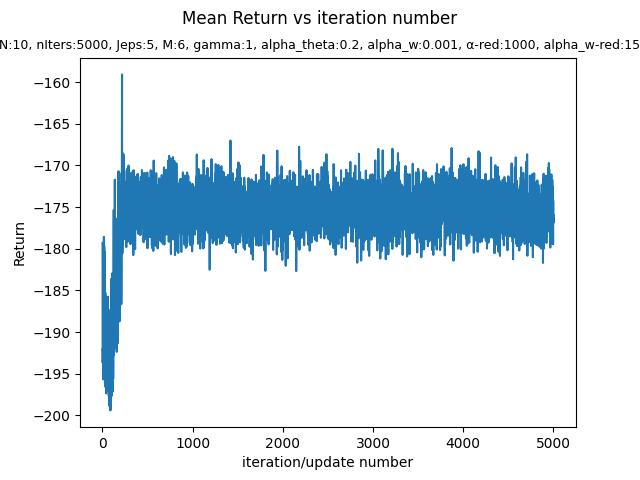 Mean Return vs iteration number
N:10, nIters:5000, Jeps:5, M:6, gamma:1, alpha_theta:0.2, alpha_w:0.001, α-red:1000, alpha_w-red:15
−160
−165
−170
−175
−180
−185
−190
−195
−200
Return
0 1000 2000 3000 4000 5000
iteration/update number